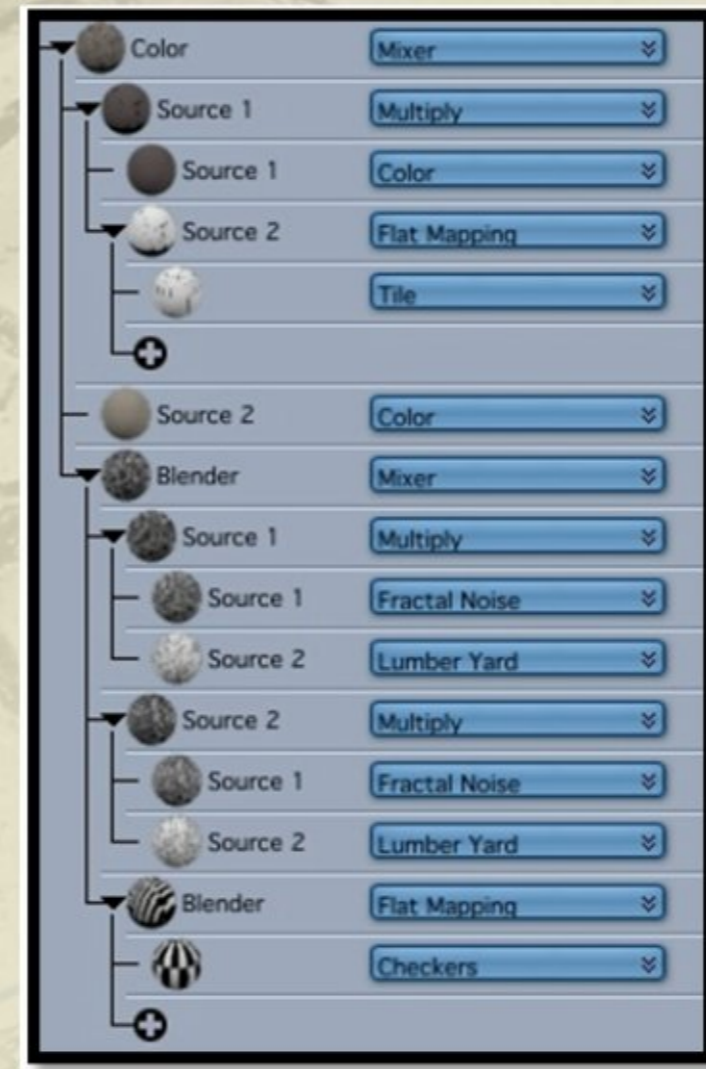 Color Mixer
Source 1 Multiply
Source 1 Color
Source 2 Flat Mapping
Tile
Source 2 Color
Blender Mixer
Source 1 Multiply
Source 1 Fractal Noise
Source 2 Lumber Yard
Source 2 Multiply
Source 1 Fractal Noise
Source 2 Lumber Yard
Blender Flat Mapping
Checkers